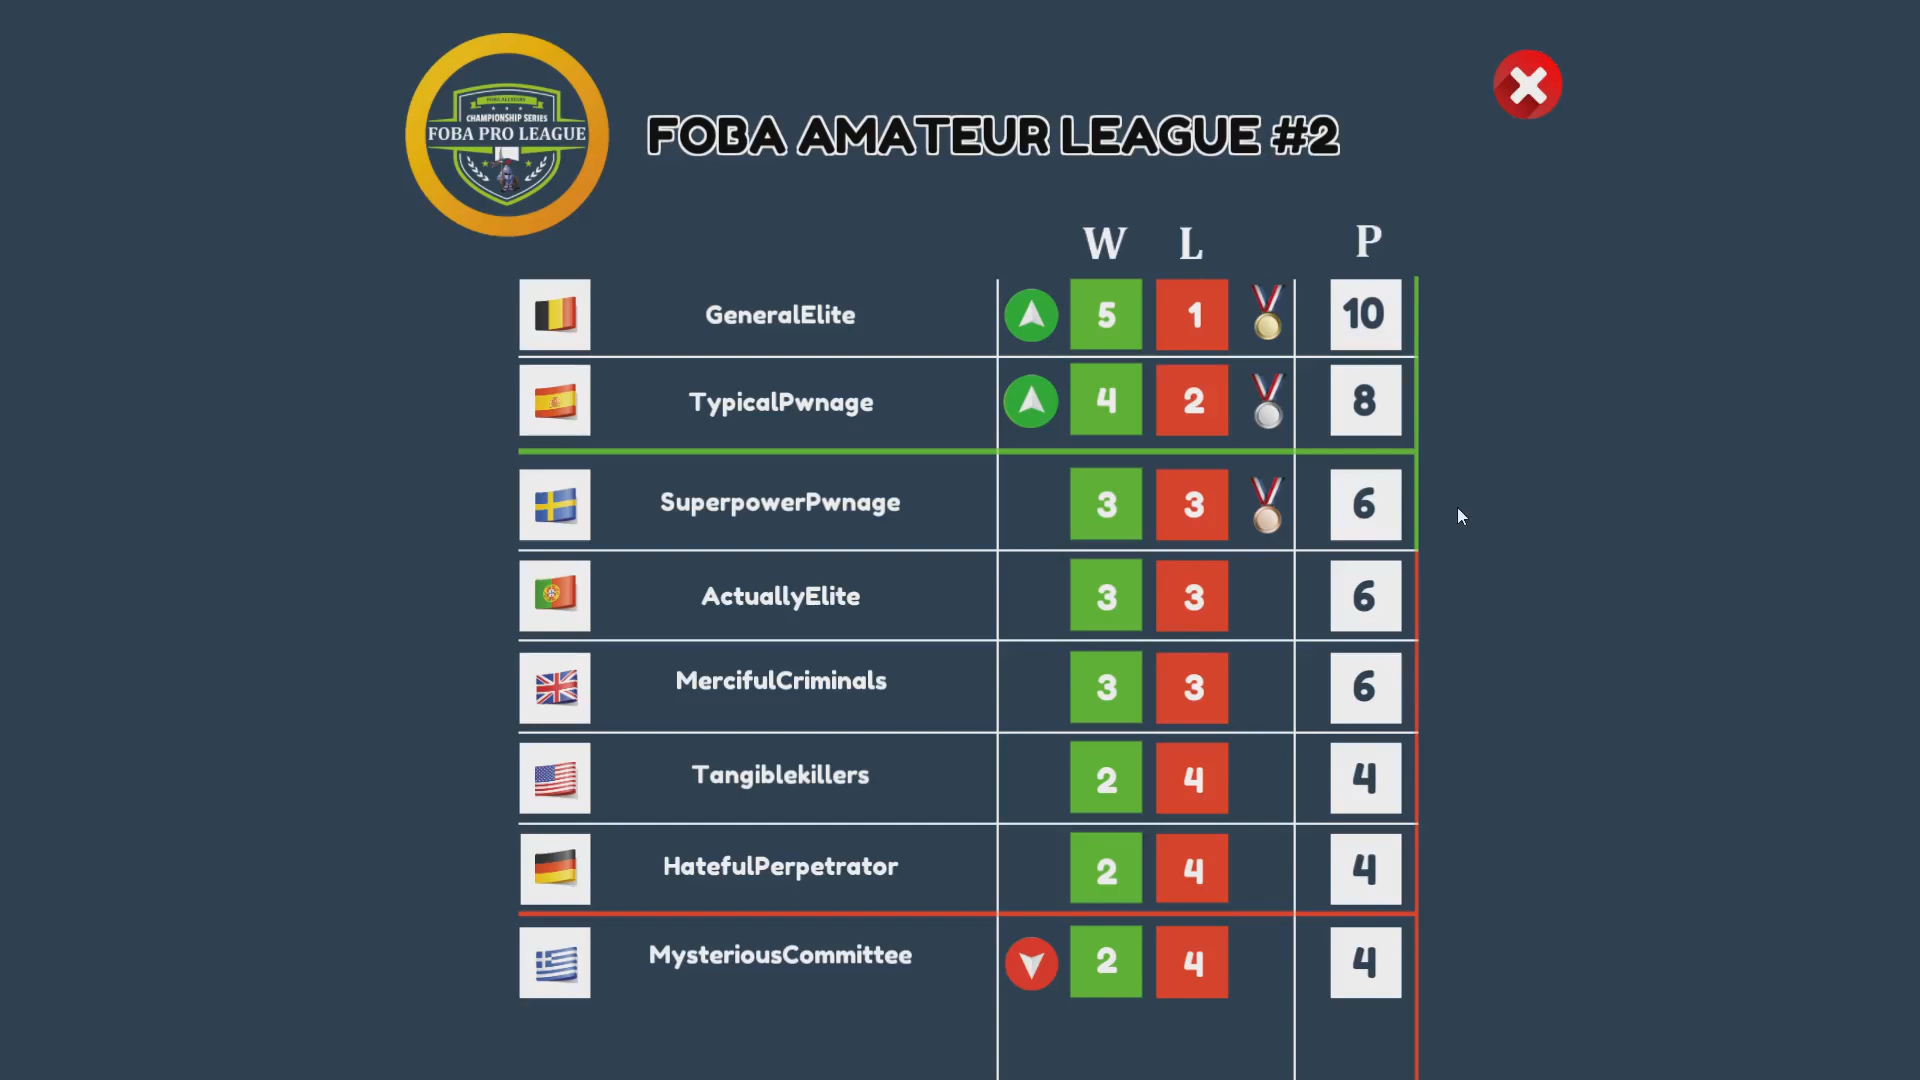 CHAMPIONSHIP SERIES
FOBA PRO LEAGUE
FOBA AMATEUR LEAGUE #2
W L P
GeneralElite 5 1 10
TypicalPwnage 4 2 8
SuperpowerPwnage 3 3 6
ActuallyElite 3 3 6
MercifulCriminals 3 3 6
Tangiblekillers 2 4 4
HatefulPerpetrator 2 4 4
MysteriousCommittee 2 4 4